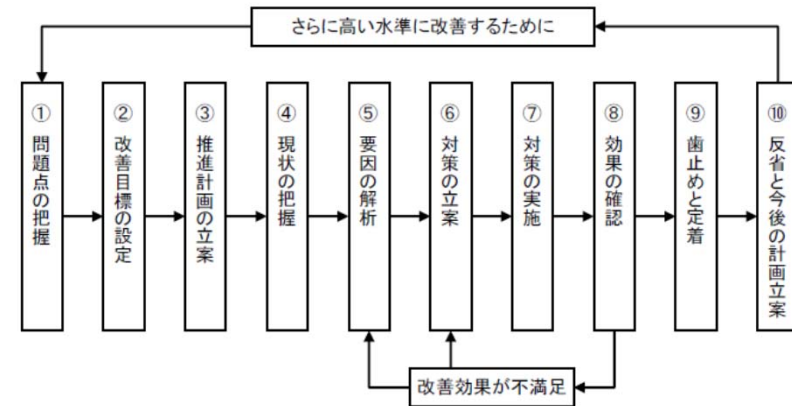 さらに高い水準に改善するために
① 問題点の把握
② 改善目標の設定
③ 推進計画の立案
④ 現状の把握
⑤ 要因の解析
⑥ 対策の立案
⑦ 対策の実施
⑧ 効果の確認
⑨ 歯止めと定着
⑩ 反省と今後の計画立案
改善効果が不満足